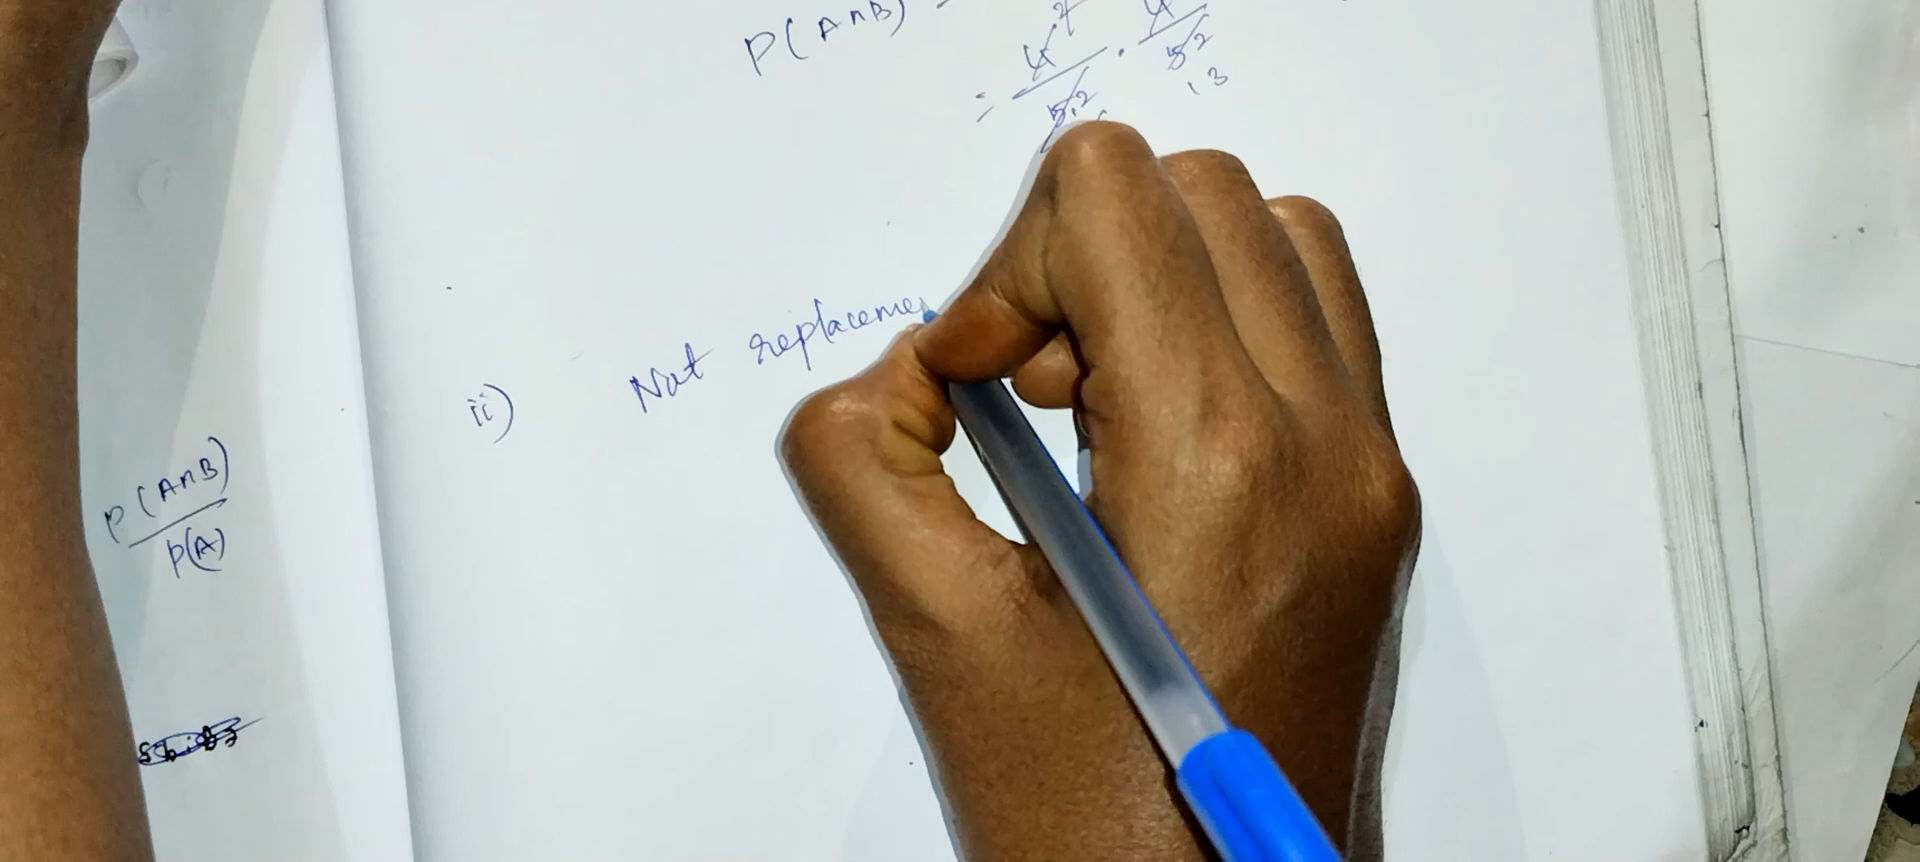 P(A∩B)
= 4/52 . 4/52
13
ii) Not replaceme
P(A∩B)
P(A)